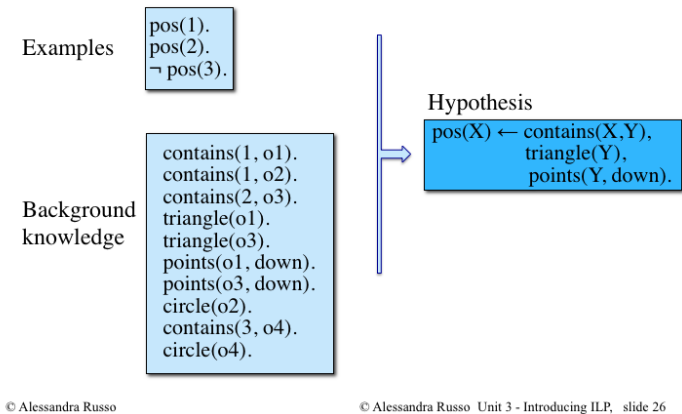 Examples
pos(1).
pos(2).
¬ pos(3).
Background
knowledge
contains(1, o1).
contains(1, o2).
contains(2, o3).
triangle(o1).
triangle(o3).
points(o1, down).
points(o3, down).
circle(o2).
contains(3, o4).
circle(o4).
Hypothesis
pos(X) ← contains(X,Y),
triangle(Y),
points(Y, down).
© Alessandra Russo
© Alessandra Russo Unit 3 - Introducing ILP, slide 26